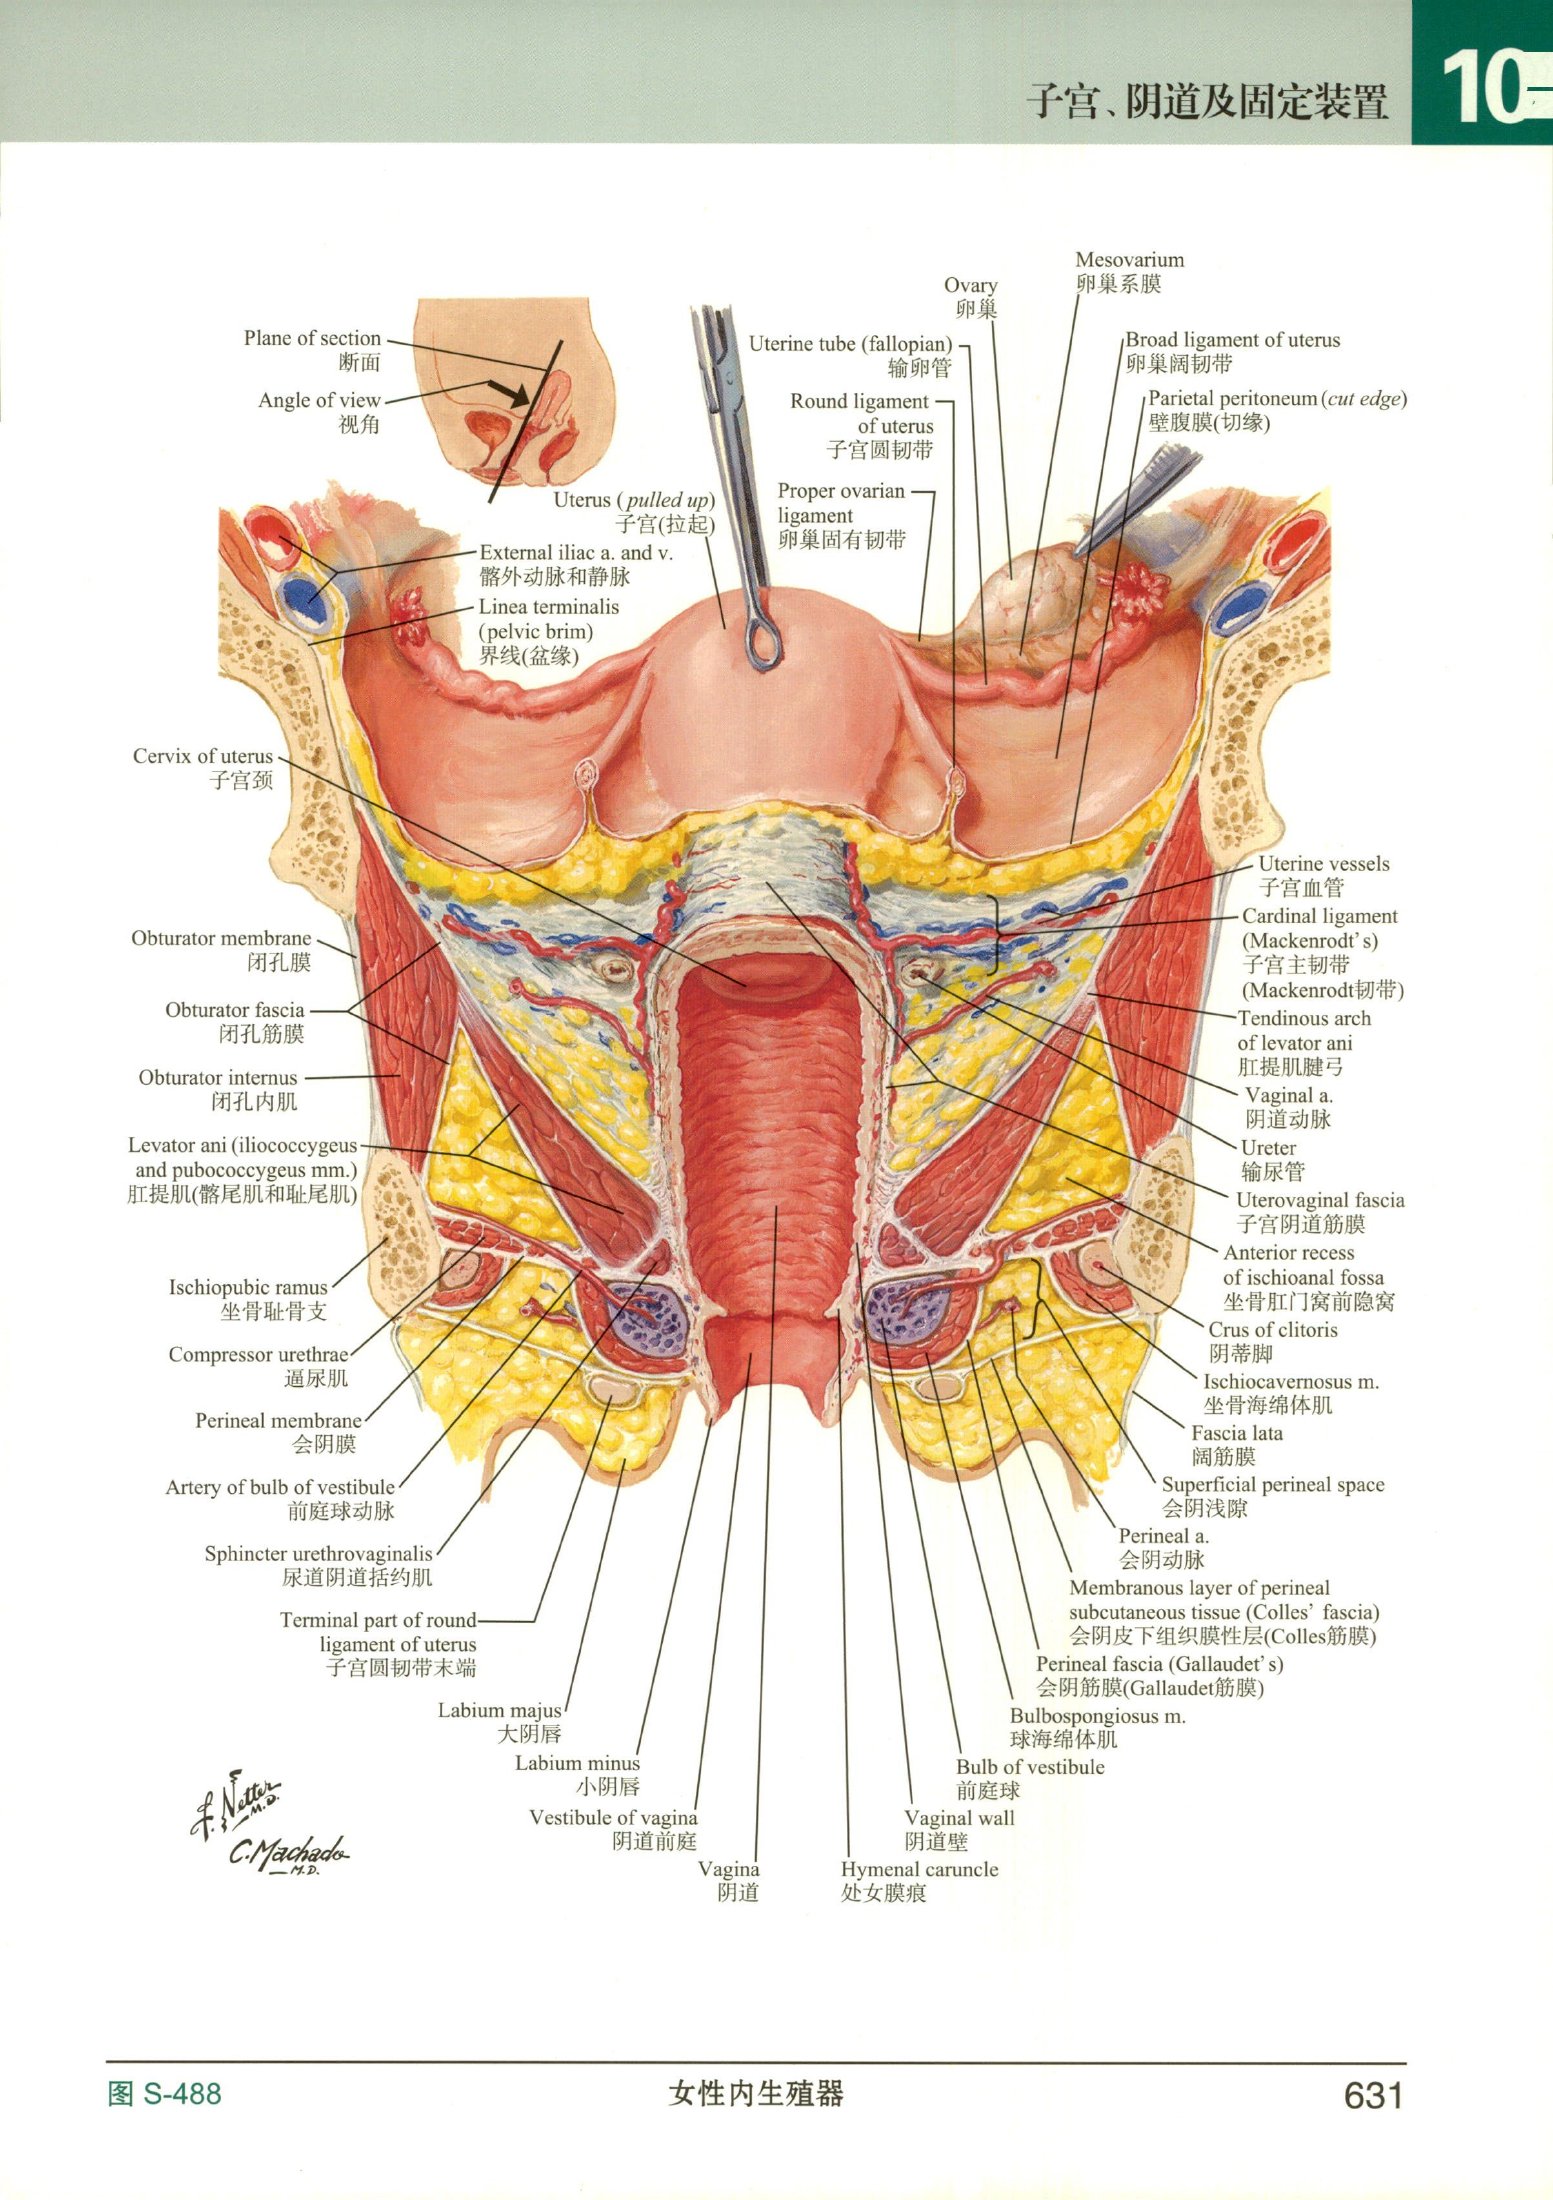 子宫、阴道及固定装置
10
Mesovarium
卵巢系膜
Ovary
卵巢
Plane of section
断面
Angle of view
视角
Uterine tube (fallopian)
输卵管
Broad ligament of uterus
卵巢阔韧带
Round ligament
of uterus
子宫圆韧带
Parietal peritoneum (cut edge)
壁腹膜(切缘)
Uterus (pulled up)
子宫(拉起)
Proper ovarian
ligament
卵巢固有韧带
External iliac a. and v.
髂外动脉和静脉
Linea terminalis
(pelvic brim)
界线(盆缘)
Cervix of uterus
子宫颈
Obturator membrane
闭孔膜
Obturator fascia
闭孔筋膜
Obturator internus
闭孔内肌
Levator ani (iliococcygeus
and pubococcygeus mm.)
肛提肌(髂尾肌和耻尾肌)
Ischiopubic ramus
坐骨耻骨支
Compressor urethrae
逼尿肌
Perineal membrane
会阴膜
Artery of bulb of vestibule
前庭球动脉
Sphincter urethrovaginalis
尿道阴道括约肌
Terminal part of round
ligament of uterus
子宫圆韧带末端
Labium majus
大阴唇
Labium minus
小阴唇
Vestibule of vagina
阴道前庭
Vagina
阴道
Uterine vessels
子宫血管
Cardinal ligament
(Mackenrodt's)
子宫主韧带
(Mackenrodt韧带)
Tendinous arch
of levator ani
肛提肌腱弓
Vaginal a.
阴道动脉
Ureter
输尿管
Uterovaginal fascia
子宫阴道筋膜
Anterior recess
of ischioanal fossa
坐骨肛门窝前隐窝
Crus of clitoris
阴蒂脚
Ischiocavernosus m.
坐骨海绵体肌
Fascia lata
阔筋膜
Superficial perineal space
会阴浅隙
Perineal a.
会阴动脉
Membranous layer of perineal
subcutaneous tissue (Colles' fascia)
会阴皮下组织膜性层(Colles筋膜)
Perineal fascia (Gallaudet's)
会阴筋膜(Gallaudet筋膜)
Bulbospongiosus m.
球海绵体肌
Bulb of vestibule
前庭球
Vaginal wall
阴道壁
Hymenal caruncle
处女膜痕
F. Netter
M.D.
C. Machado
M.D.
图 S-488
女性内生殖器
631